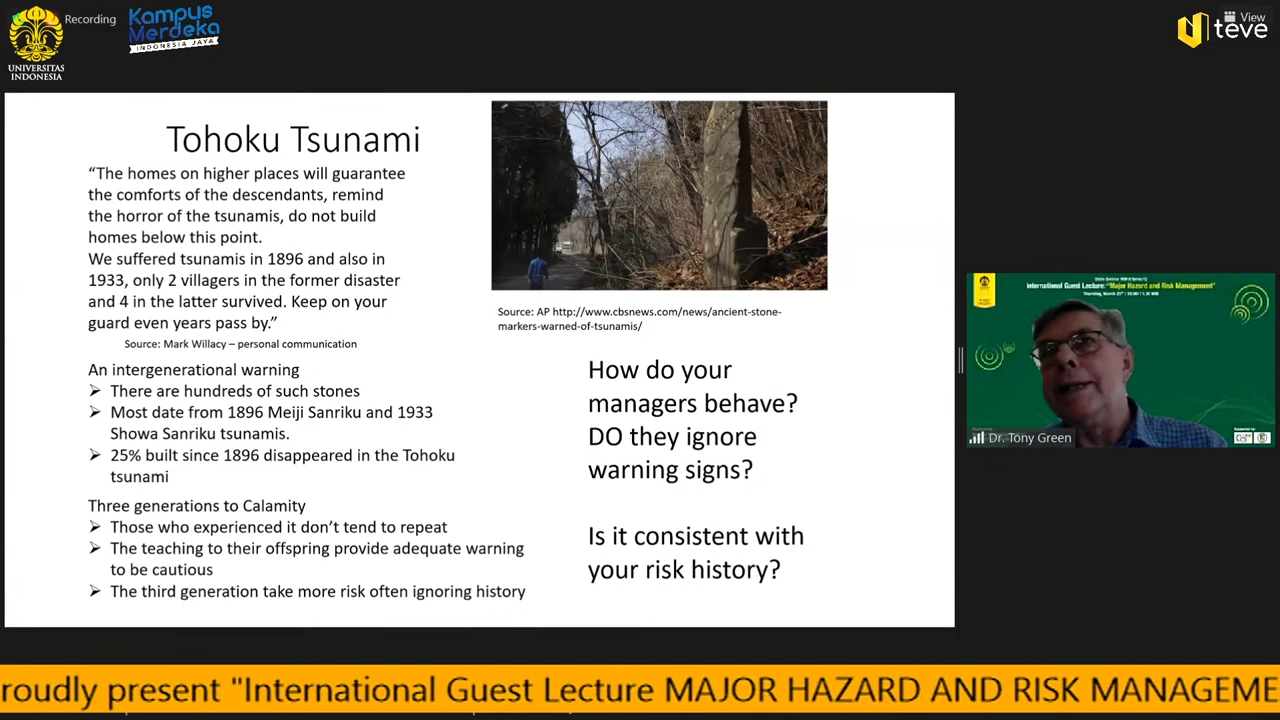 Recording
UNIVERSITAS
INDONESIA
Kampus
Merdeka
INDONESIA JAYA
View
teve
Tohoku Tsunami
“The homes on higher places will guarantee
the comforts of the descendants, remind
the horror of the tsunamis, do not build
homes below this point.
We suffered tsunamis in 1896 and also in
1933, only 2 villagers in the former disaster
and 4 in the latter survived. Keep on your
guard even years pass by.”
Source: Mark Willacy – personal communication
An intergenerational warning
➢ There are hundreds of such stones
➢ Most date from 1896 Meiji Sanriku and 1933
Showa Sanriku tsunamis.
➢ 25% built since 1896 disappeared in the Tohoku
tsunami
Three generations to Calamity
➢ Those who experienced it don’t tend to repeat
➢ The teaching to their offspring provide adequate warning
to be cautious
➢ The third generation take more risk often ignoring history
Source: AP http://www.cbsnews.com/news/ancient-stone-
markers-warned-of-tsunamis/
How do your
managers behave?
DO they ignore
warning signs?
Is it consistent with
your risk history?
International Guest Lecture: "Major Hazard and Risk Management"
Dr. Tony Green
roudly present "International Guest Lecture MAJOR HAZARD AND RISK MANAGEME